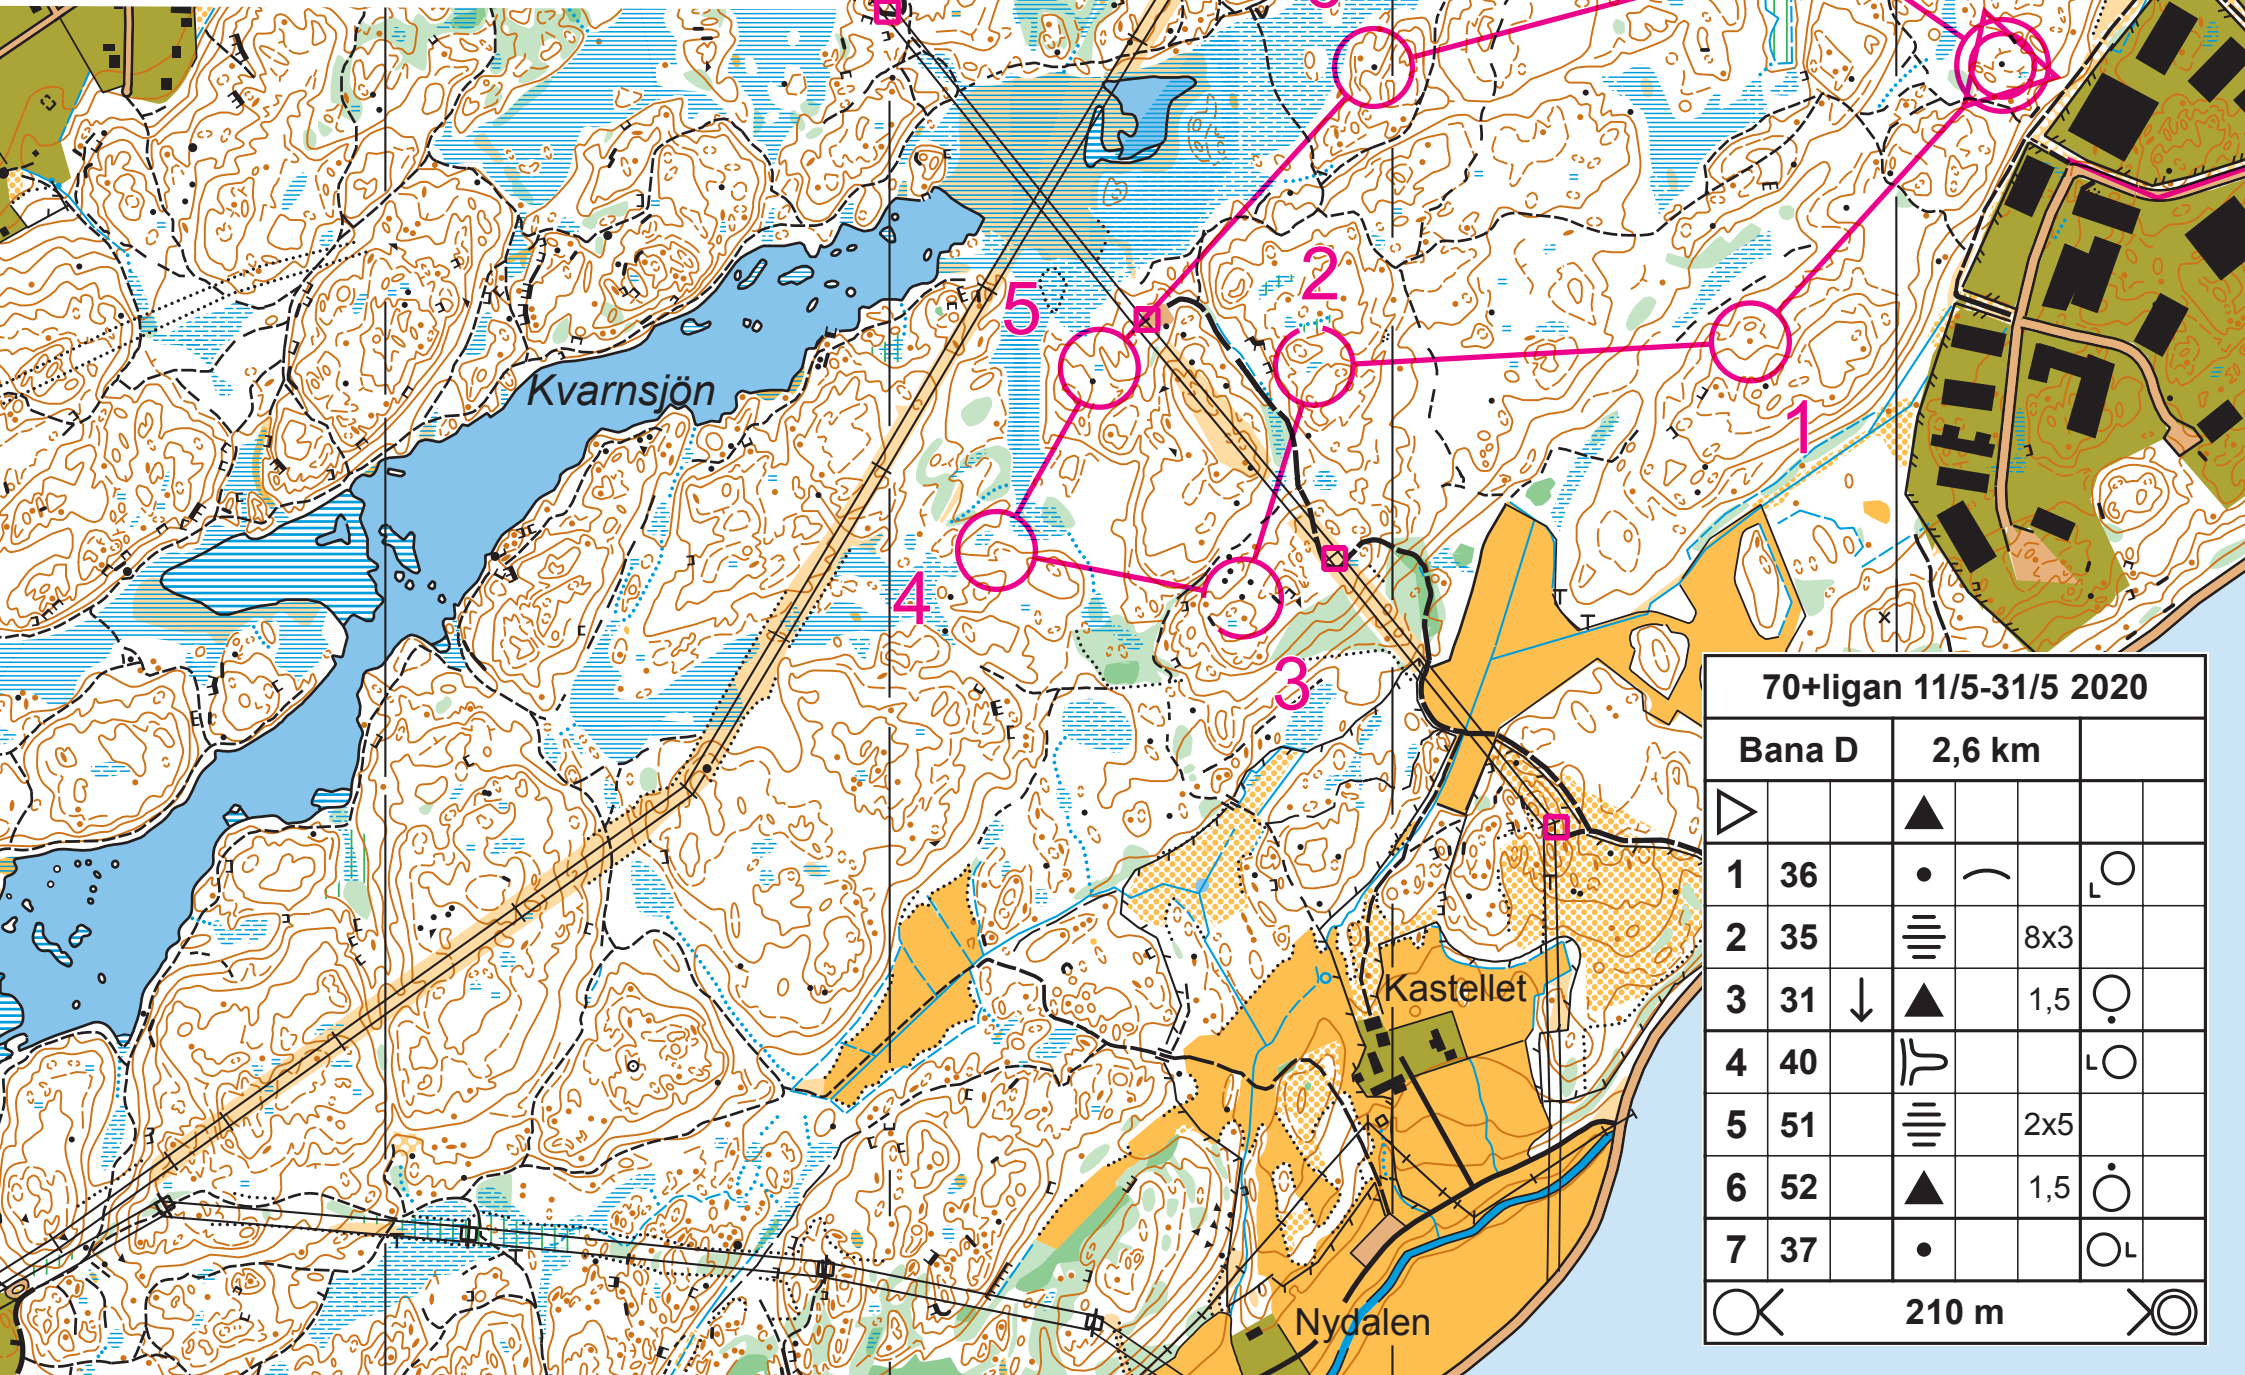 2
5
Kvarnsjön
1
4
3
70+ligan 11/5-31/5 2020
Bana D 2,6 km
1 36
2 35 8x3
3 31 1,5
4 40
5 51 2x5
6 52 1,5
7 37
210 m
Kastellet
Nydalen